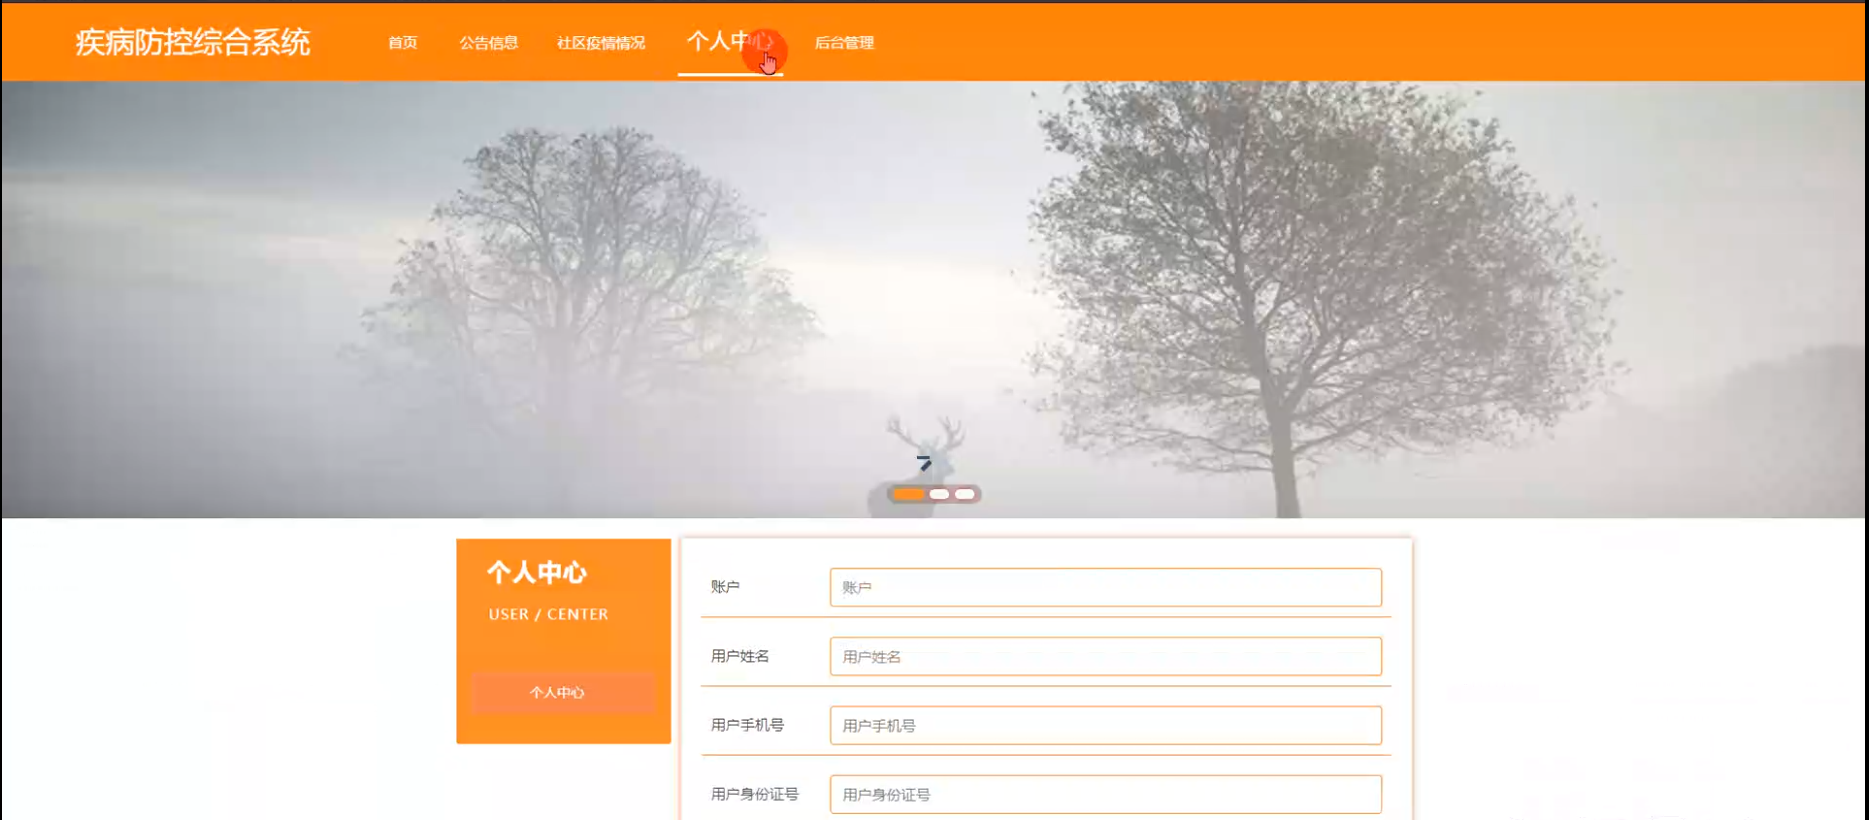 疾病防控综合系统 首页 公告信息 社区疫情情况 个人中心 后台管理
个人中心
USER / CENTER
个人中心
账户 账户
用户姓名 用户姓名
用户手机号 用户手机号
用户身份证号 用户身份证号